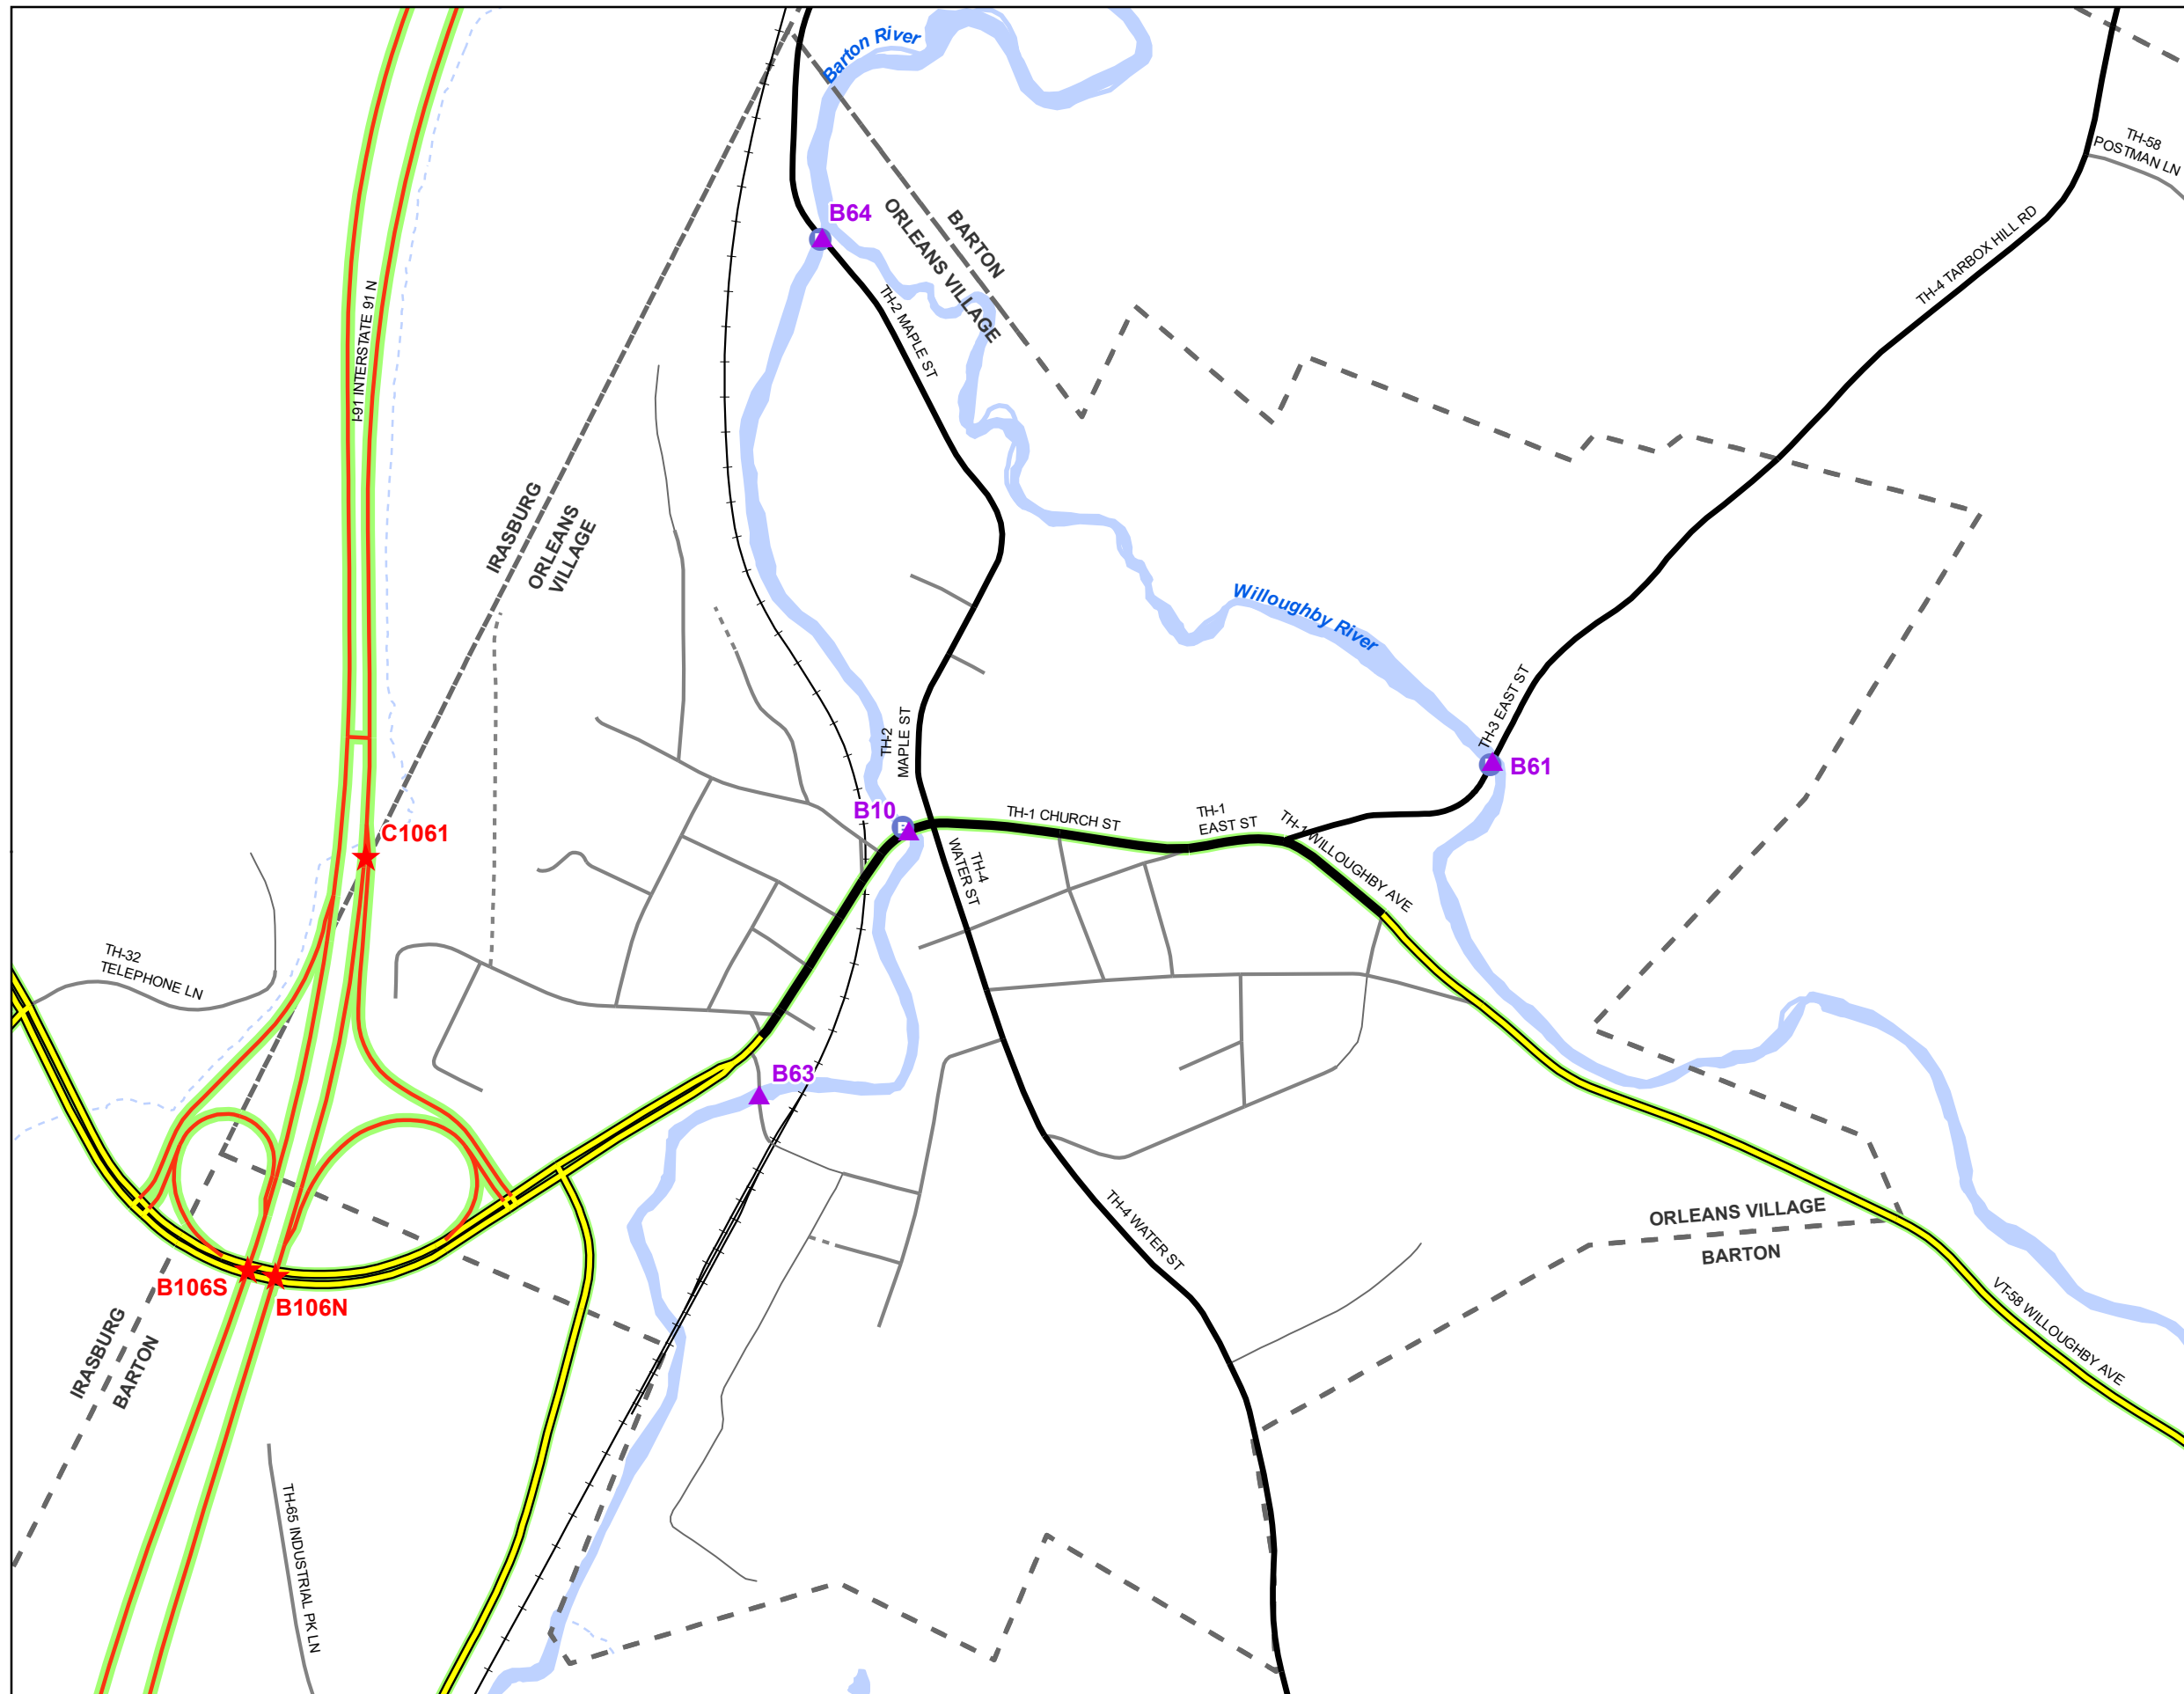 Barton River
TH-58
POSTMAN LN
B64
BARTON
ORLEANS VILLAGE
TH-4 TARBOX HILL RD
I-91 INTERSTATE 91 N
TH-2 MAPLE ST
IRASBURG
ORLEANS
VILLAGE
Willoughby River
TH-3 EAST ST
TH-2
MAPLE ST
B61
B10
TH-1 CHURCH ST
TH-1
EAST ST
TH-1 WILLOUGHBY AVE
C1061
TH-4
WATER ST
TH-32
TELEPHONE LN
B63
TH-4 WATER ST
ORLEANS VILLAGE
BARTON
B106S
B106N
VT-58 WILLOUGHBY AVE
IRASBURG
BARTON
TH-65 INDUSTRIAL PK LN